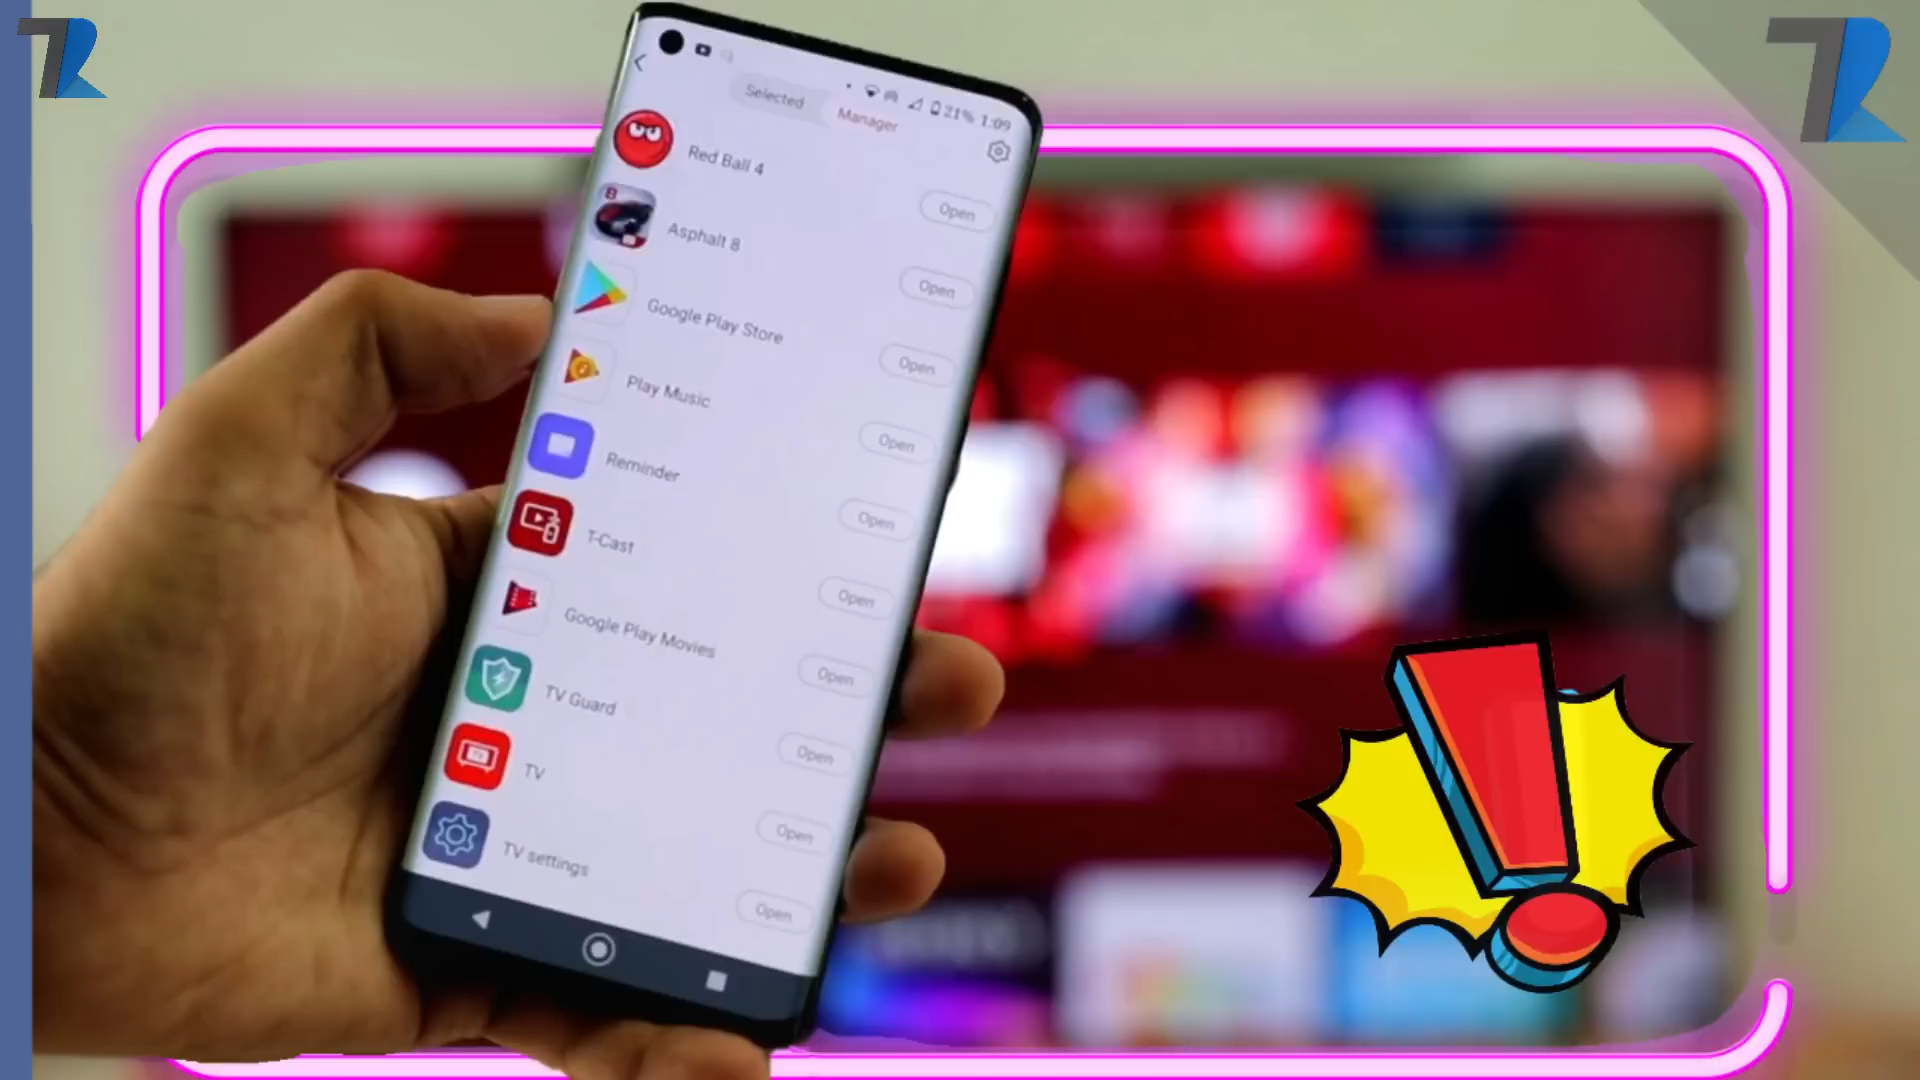 21% 1:09
Selected
Manager
Red Ball 4
Open
8
Asphalt 8
Open
Google Play Store
Open
Play Music
Open
Reminder
Open
T-Cast
Open
Google Play Movies
Open
TV Guard
Open
TV
Open
TV settings
Open